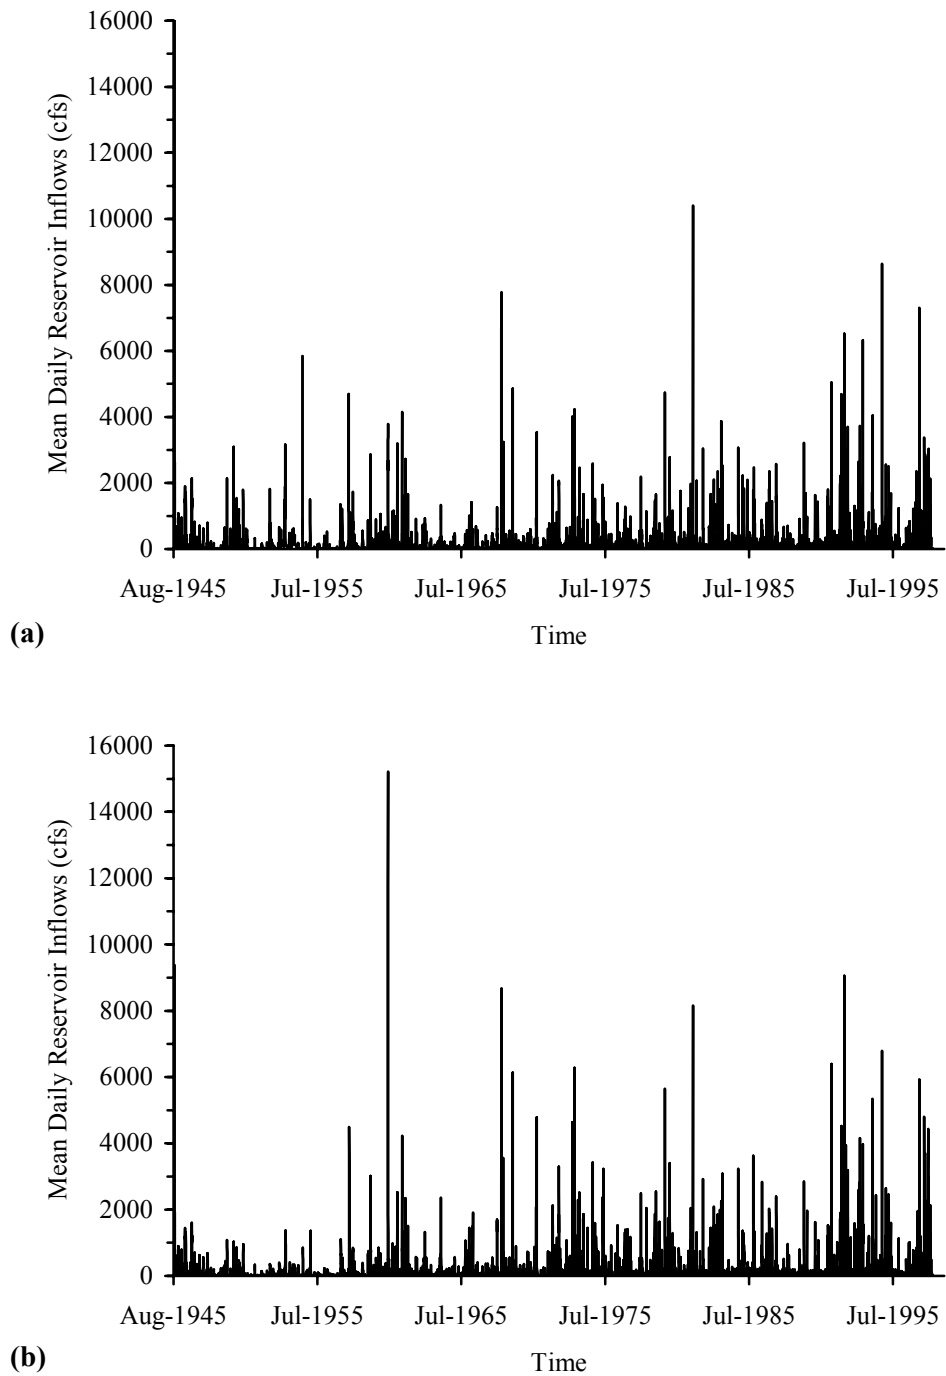 16000
14000
12000
10000
8000
6000
4000
2000
0
Mean Daily Reservoir Inflows (cfs)
Aug-1945 Jul-1955 Jul-1965 Jul-1975 Jul-1985 Jul-1995
(a)
Time
16000
14000
12000
10000
8000
6000
4000
2000
0
Mean Daily Reservoir Inflows (cfs)
Aug-1945 Jul-1955 Jul-1965 Jul-1975 Jul-1985 Jul-1995
(b)
Time